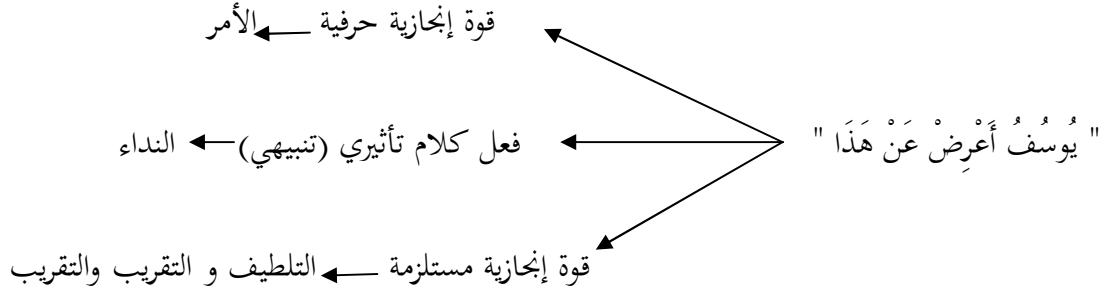 قوة إنجازية حرفية الأمر
" يُوسُفُ أَعْرِضْ عَنْ هَذَا " فعل كلام تأثيري (تنبيهي) النداء
قوة إنجازية مستلزمة التلطيف و التقريب والتقريب